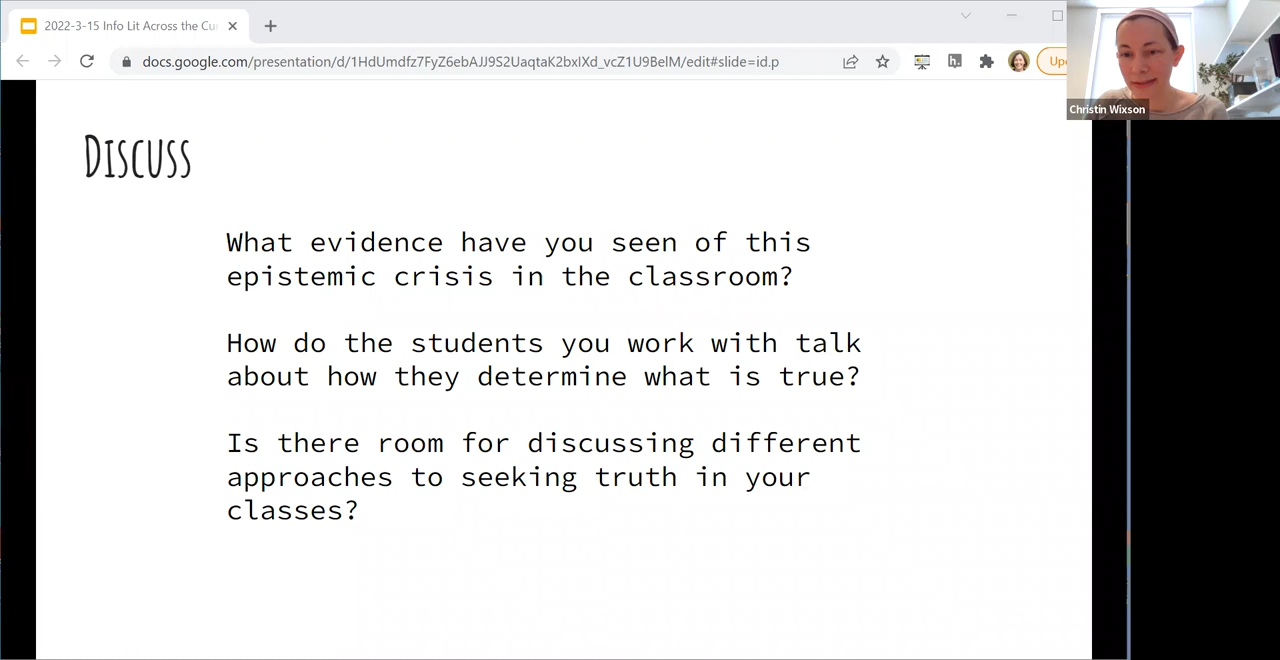 2022-3-15 Info Lit Across the Cu
docs.google.com/presentation/d/1HdUmdfz7FyZ6ebAJJ9S2UaqtaK2bxlXd_vcZ1U9BelM/edit#slide=id.p
Up
Christin Wixson
Discuss
What evidence have you seen of this
epistemic crisis in the classroom?
How do the students you work with talk
about how they determine what is true?
Is there room for discussing different
approaches to seeking truth in your
classes?